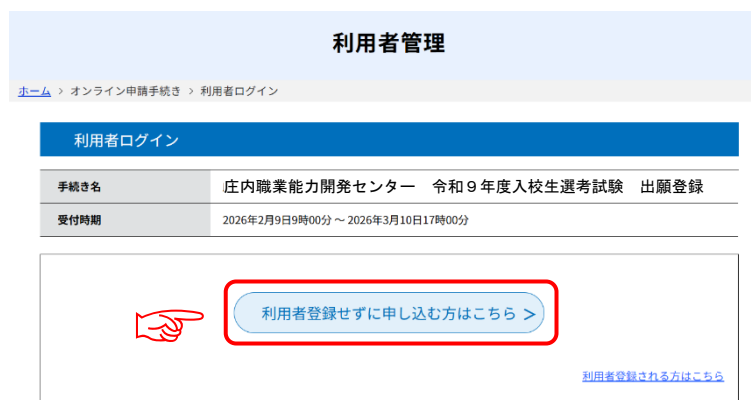 利用者管理
ホーム > オンライン申請手続き > 利用者ログイン
利用者ログイン
手続き名 庄内職業能力開発センター 令和９年度入校生選考試験 出願登録
受付時期 2026年2月9日9時00分 ～ 2026年3月10日17時00分
利用者登録せずに申し込む方はこちら >
利用者登録される方はこちら